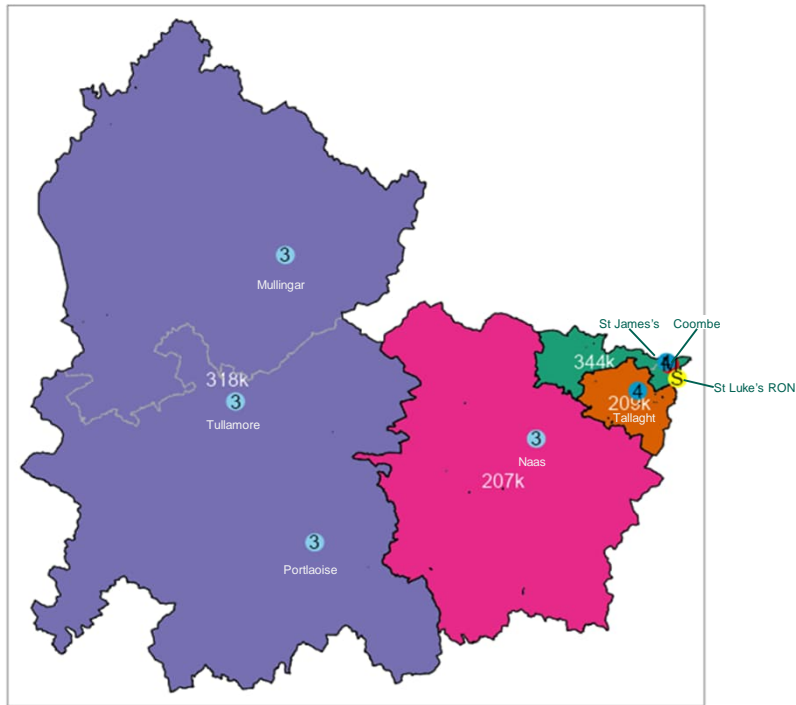 3
Mullingar
St James's
Coombe
4
M
344k
S
St Luke's RON
318k
3
Tullamore
4
209k
Tallaght
3
Naas
207k
3
Portlaoise